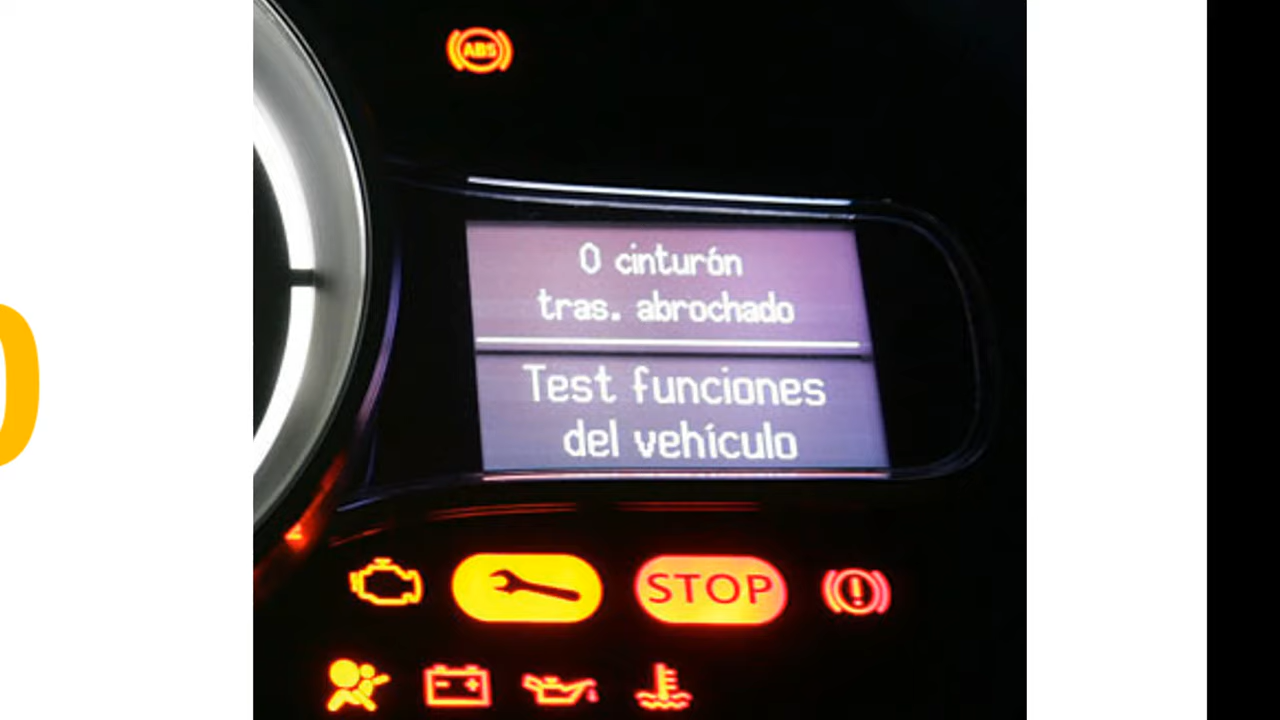 ABS
0 cinturón
tras. abrochado
Test funciones
del vehículo
STOP